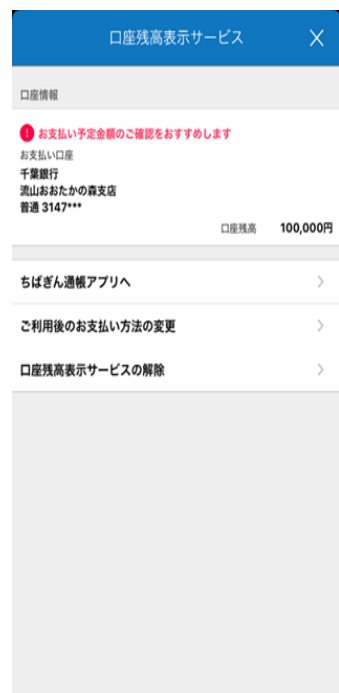 口座残高表示サービス
口座情報
お支払い予定金額のご確認をおすすめします
お支払い口座
千葉銀行
流山おおたかの森支店
普通 3147***
口座残高 100,000円
ちばぎん通帳アプリへ
ご利用後のお支払い方法の変更
口座残高表示サービスの解除